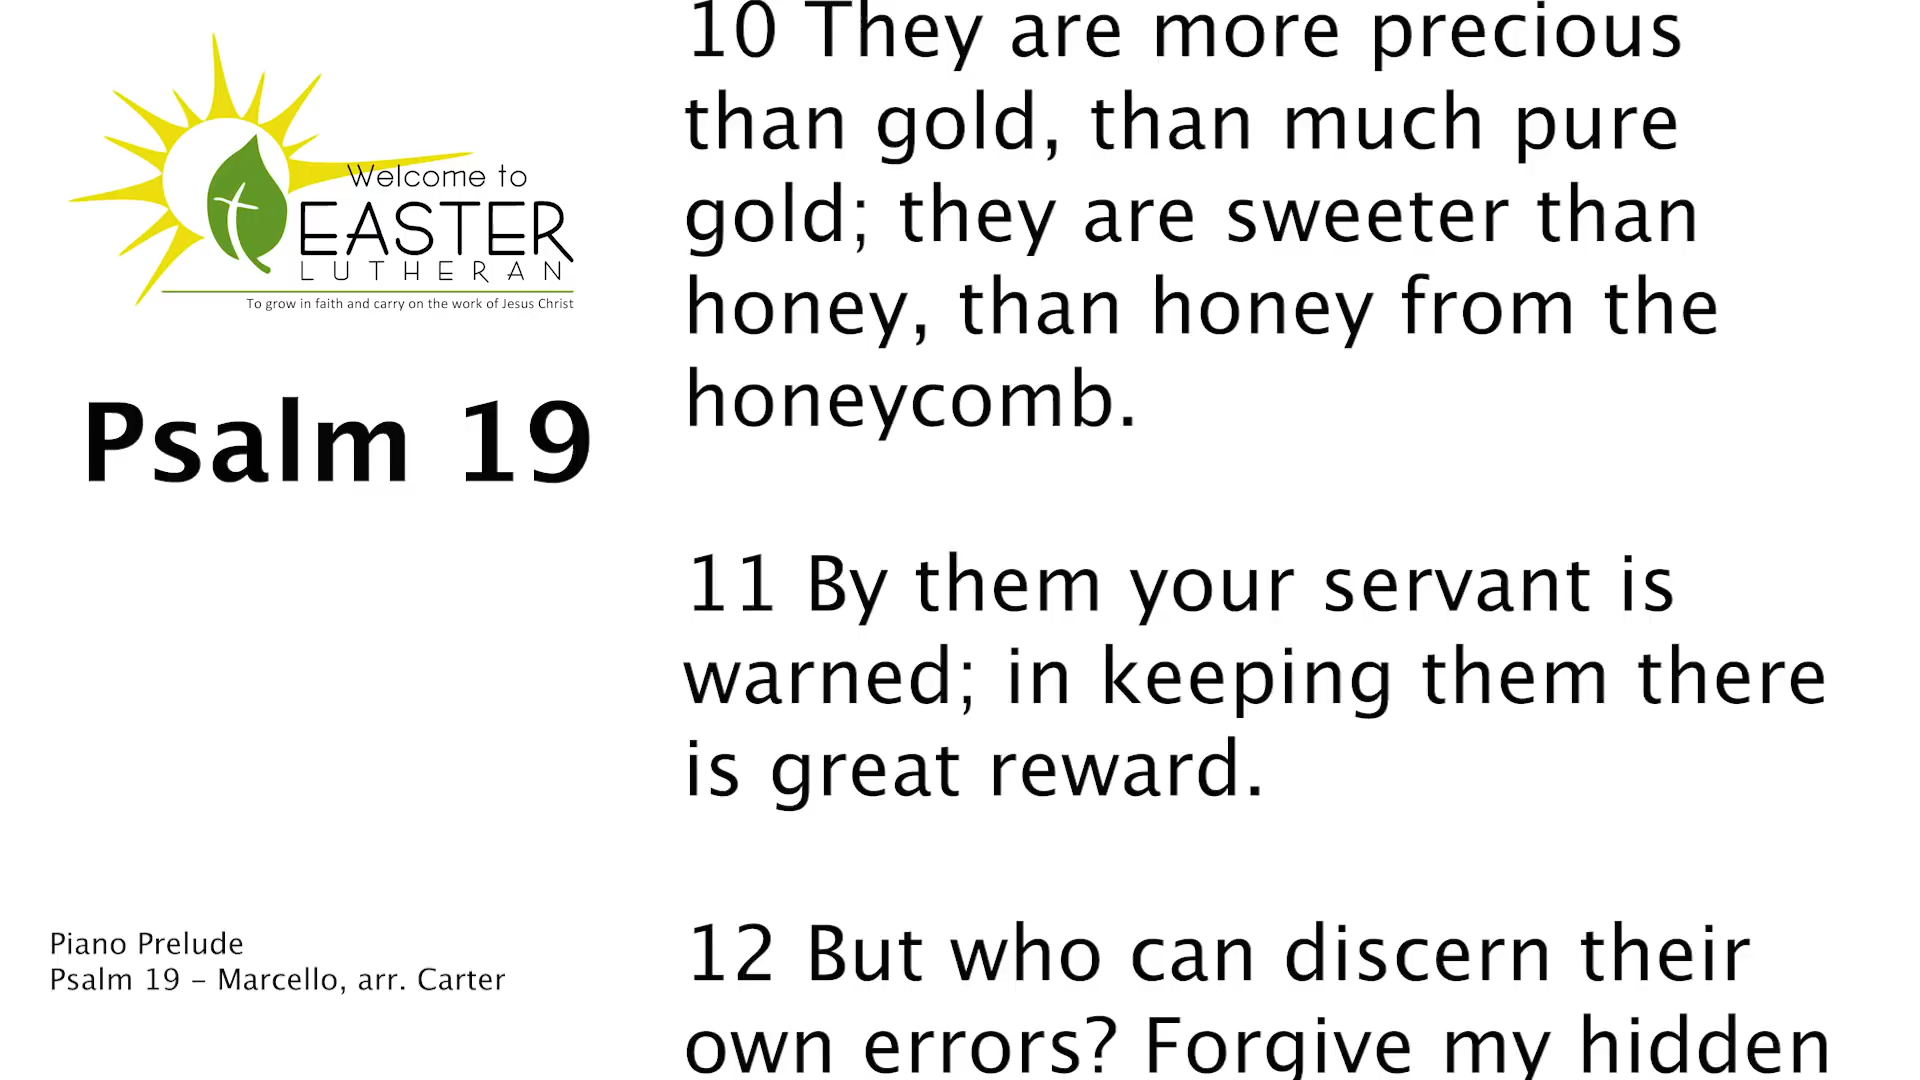 Welcome to
EASTER
LUTHERAN
To grow in faith and carry on the work of Jesus Christ
Psalm 19
Piano Prelude
Psalm 19 – Marcello, arr. Carter
10 They are more precious
than gold, than much pure
gold; they are sweeter than
honey, than honey from the
honeycomb.
11 By them your servant is
warned; in keeping them there
is great reward.
12 But who can discern their
own errors? Forgive my hidden